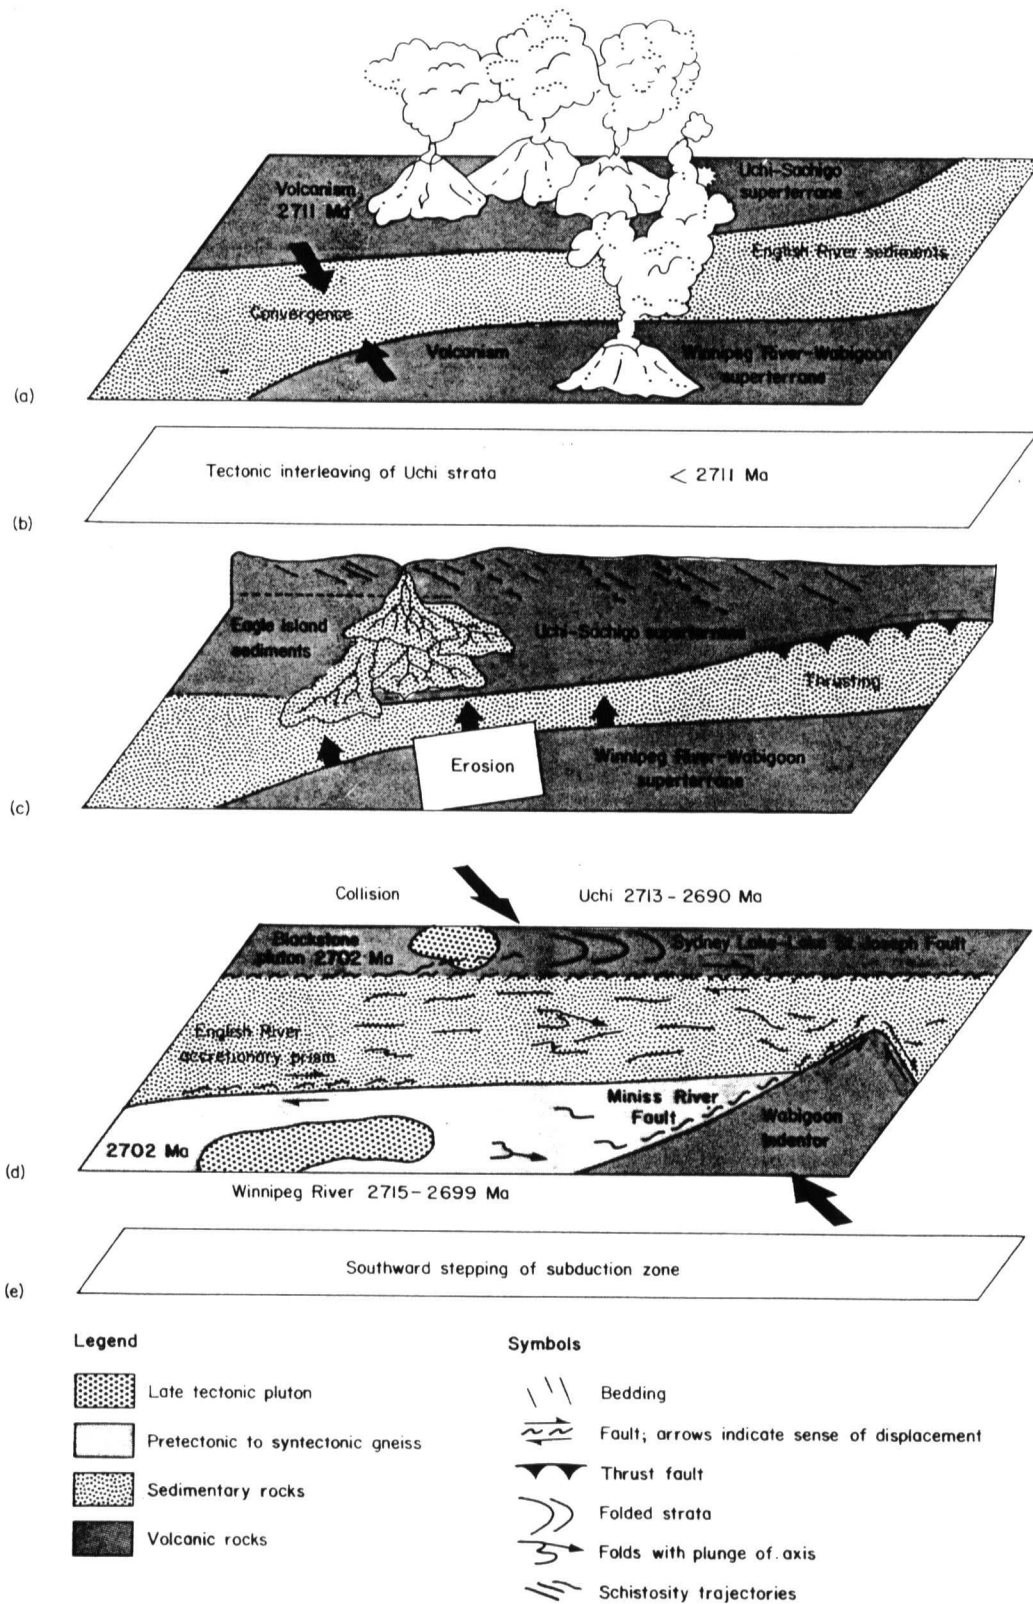 Volcanism,
2711 Ma
Uchi-Sachigo
superterrane
English River sediments
Convergence
Volcanism
Winnipeg River-Wabigoon
superterrane
(a)
Tectonic interleaving of Uchi strata
< 2711 Ma
(b)
Eagle Island
sediments
Uchi-Sachigo superterrane
Thrusting
Erosion
Winnipeg River-Wabigoon
superterrane
(c)
Collision
Uchi 2713-2690 Ma
Blackstone
pluton 2702 Ma
Sydney Lake-Lake St. Joseph Fault
English River
accretionary prism
Miniss River
Fault
Wabigoon
Indentor
2702 Ma
(d)
Winnipeg River 2715-2699 Ma
Southward stepping of subduction zone
(e)
Legend
Late tectonic pluton
Pretectonic to syntectonic gneiss
Sedimentary rocks
Volcanic rocks
Symbols
Bedding
Fault; arrows indicate sense of displacement
Thrust fault
Folded strata
Folds with plunge of axis
Schistosity trajectories